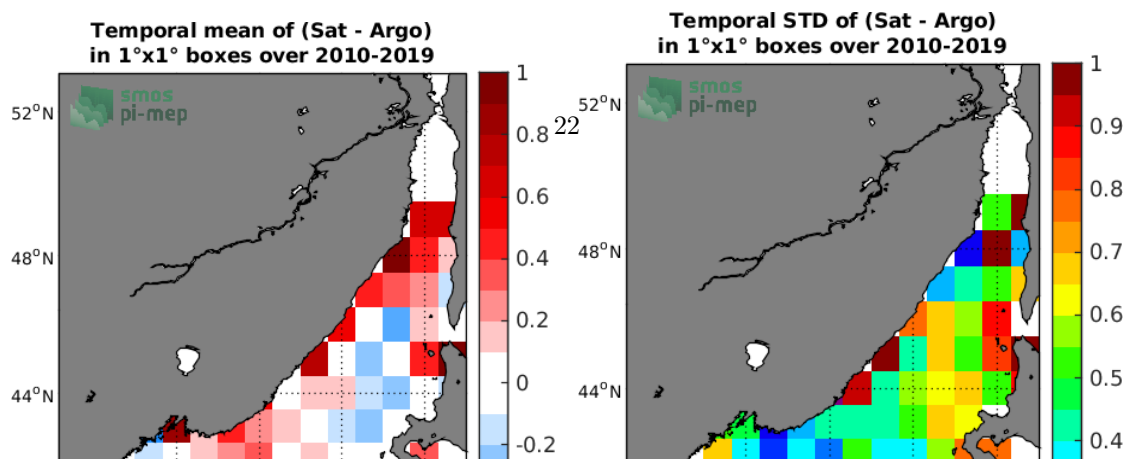 Temporal mean of (Sat - Argo)
in 1°x1° boxes over 2010-2019
smos
pi-mep
52°N
48°N
44°N
1
0.8
0.6
0.4
0.2
0
-0.2
22
Temporal STD of (Sat - Argo)
in 1°x1° boxes over 2010-2019
smos
pi-mep
52°N
48°N
44°N
1
0.9
0.8
0.7
0.6
0.5
0.4